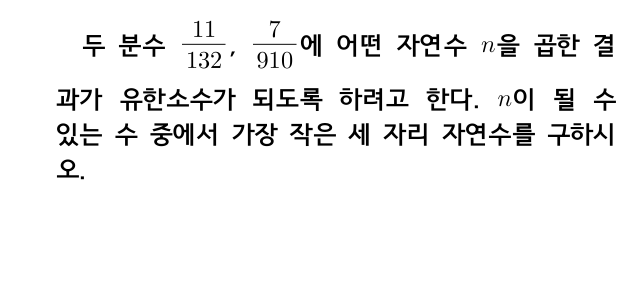 두 분수 \frac{11}{132}, \frac{7}{910}에 어떤 자연수 n을 곱한 결
과가 유한소수가 되도록 하려고 한다. n이 될 수
있는 수 중에서 가장 작은 세 자리 자연수를 구하시
오.